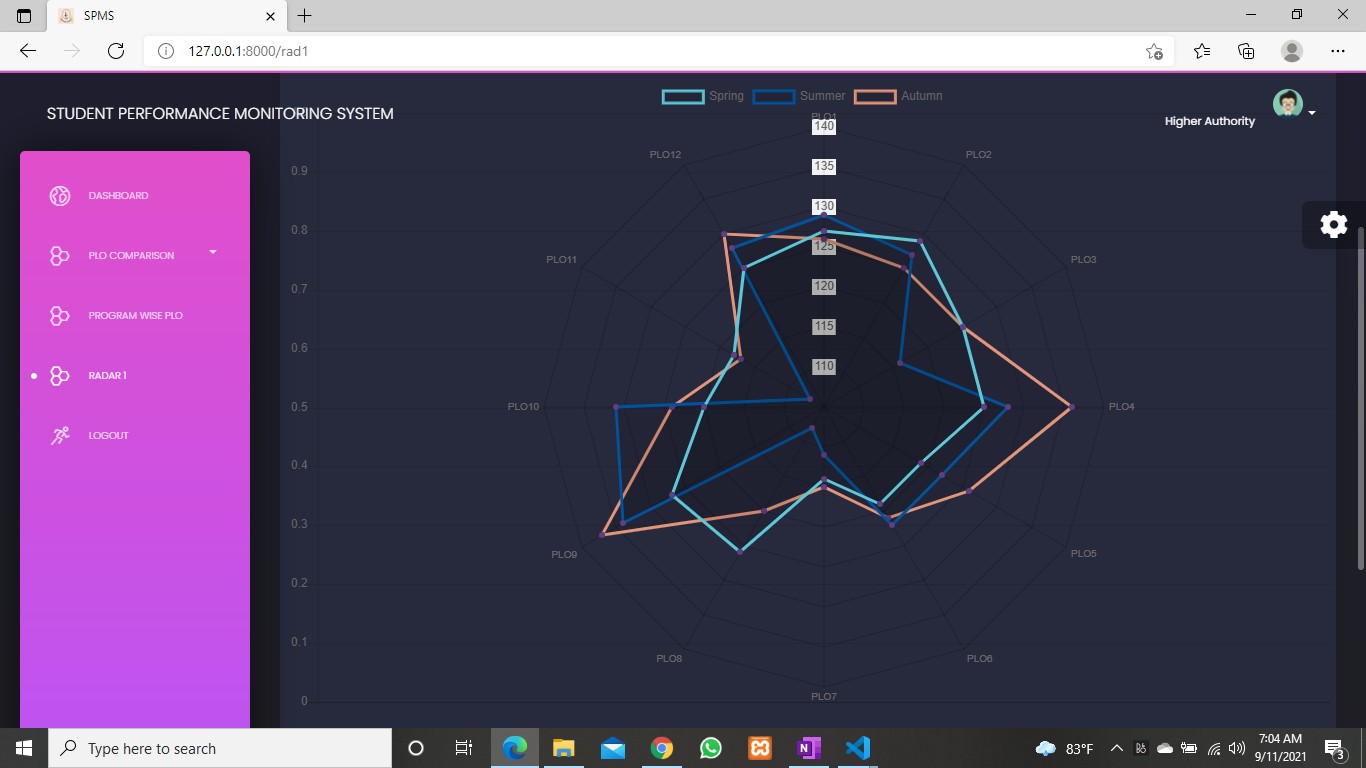 SPMS
127.0.0.1:8000/rad1
STUDENT PERFORMANCE MONITORING SYSTEM
Higher Authority
DASHBOARD
PLO COMPARISON
PROGRAM WISE PLO
RADAR 1
LOGOUT
Spring Summer Autumn
PLO1
PLO2
PLO3
PLO4
PLO5
PLO6
PLO7
PLO8
PLO9
PLO10
PLO11
PLO12
140
135
130
125
120
115
110
0.9
0.8
0.7
0.6
0.5
0.4
0.3
0.2
0.1
0
Type here to search
83°F
7:04 AM
9/11/2021
3